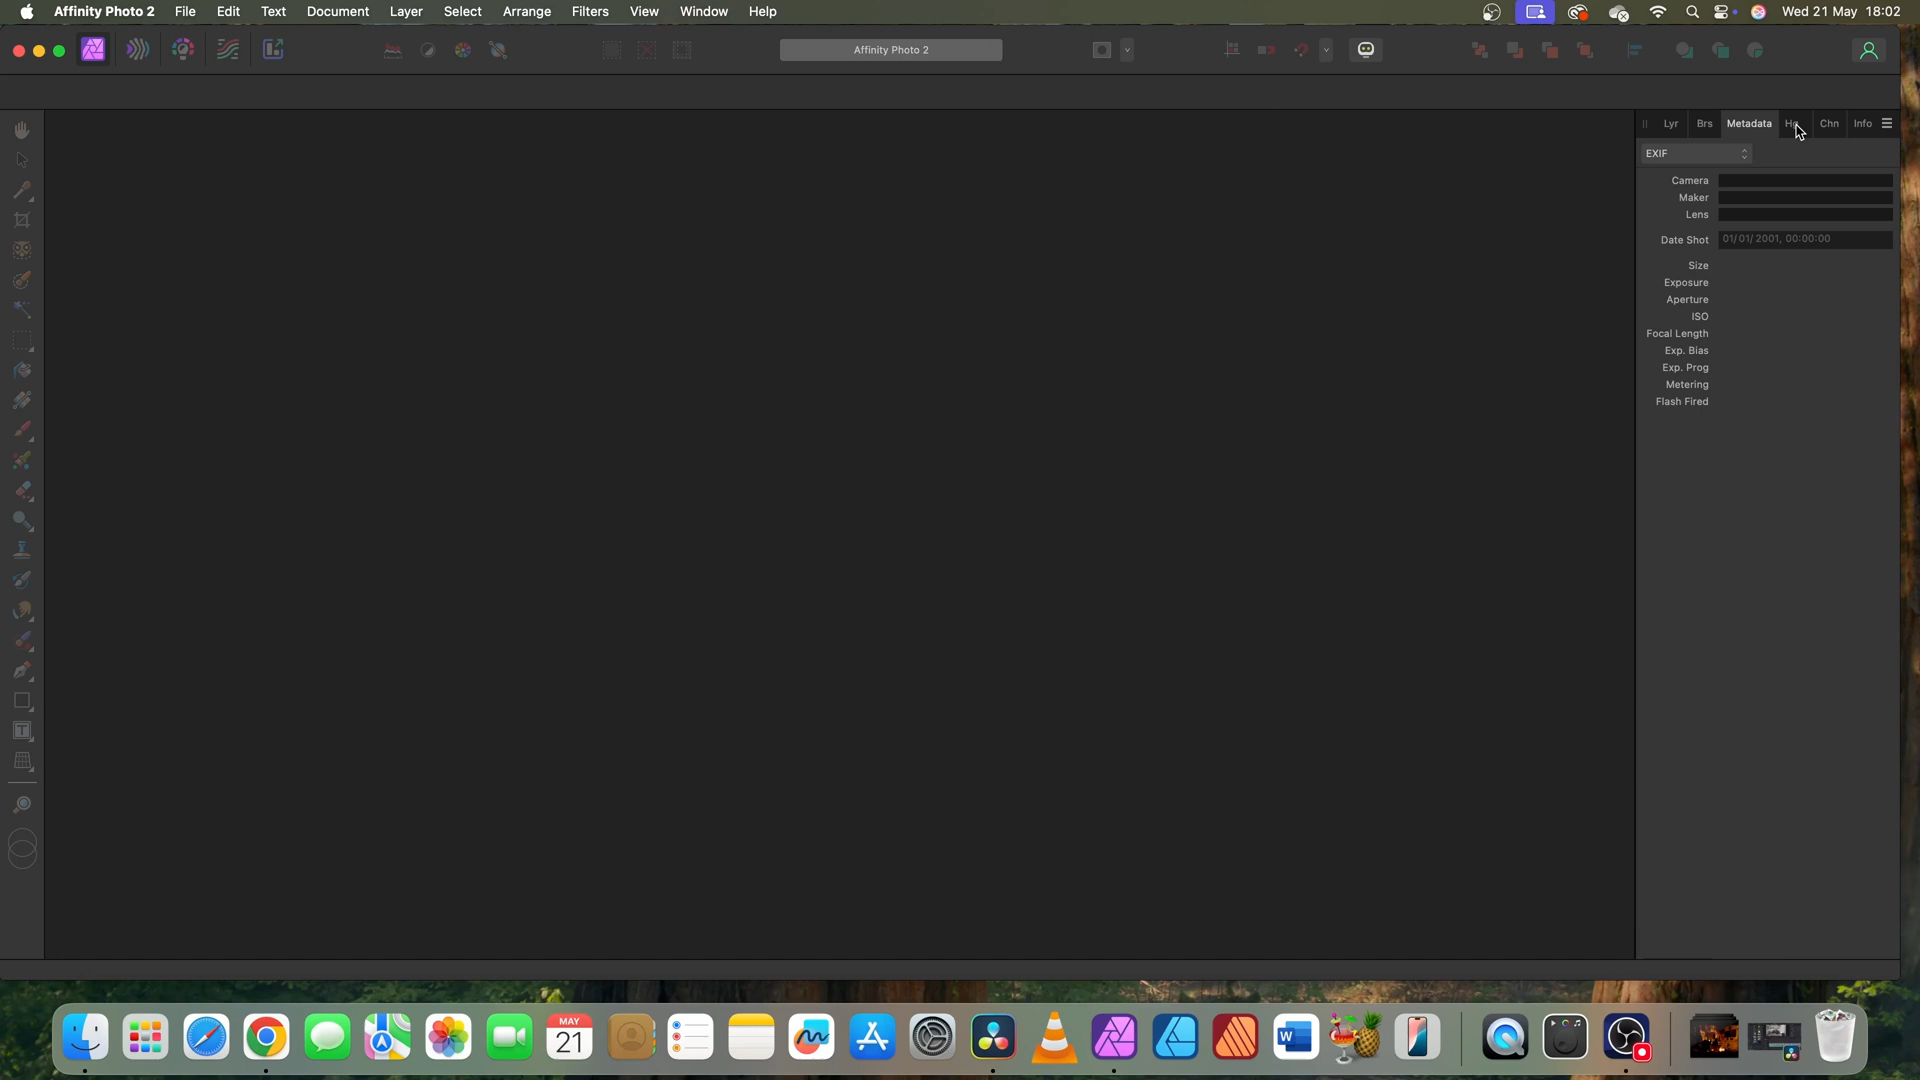 Affinity Photo 2 File Edit Text Document Layer Select Arrange Filters View Window Help Wed 21 May 18:02
Affinity Photo 2
Lyr Brs Metadata Chn Info
EXIF
Camera
Maker
Lens
Date Shot 01/01/2001, 00:00:00
Size
Exposure
Aperture
ISO
Focal Length
Exp. Bias
Exp. Prog
Metering
Flash Fired
MAY
21
W